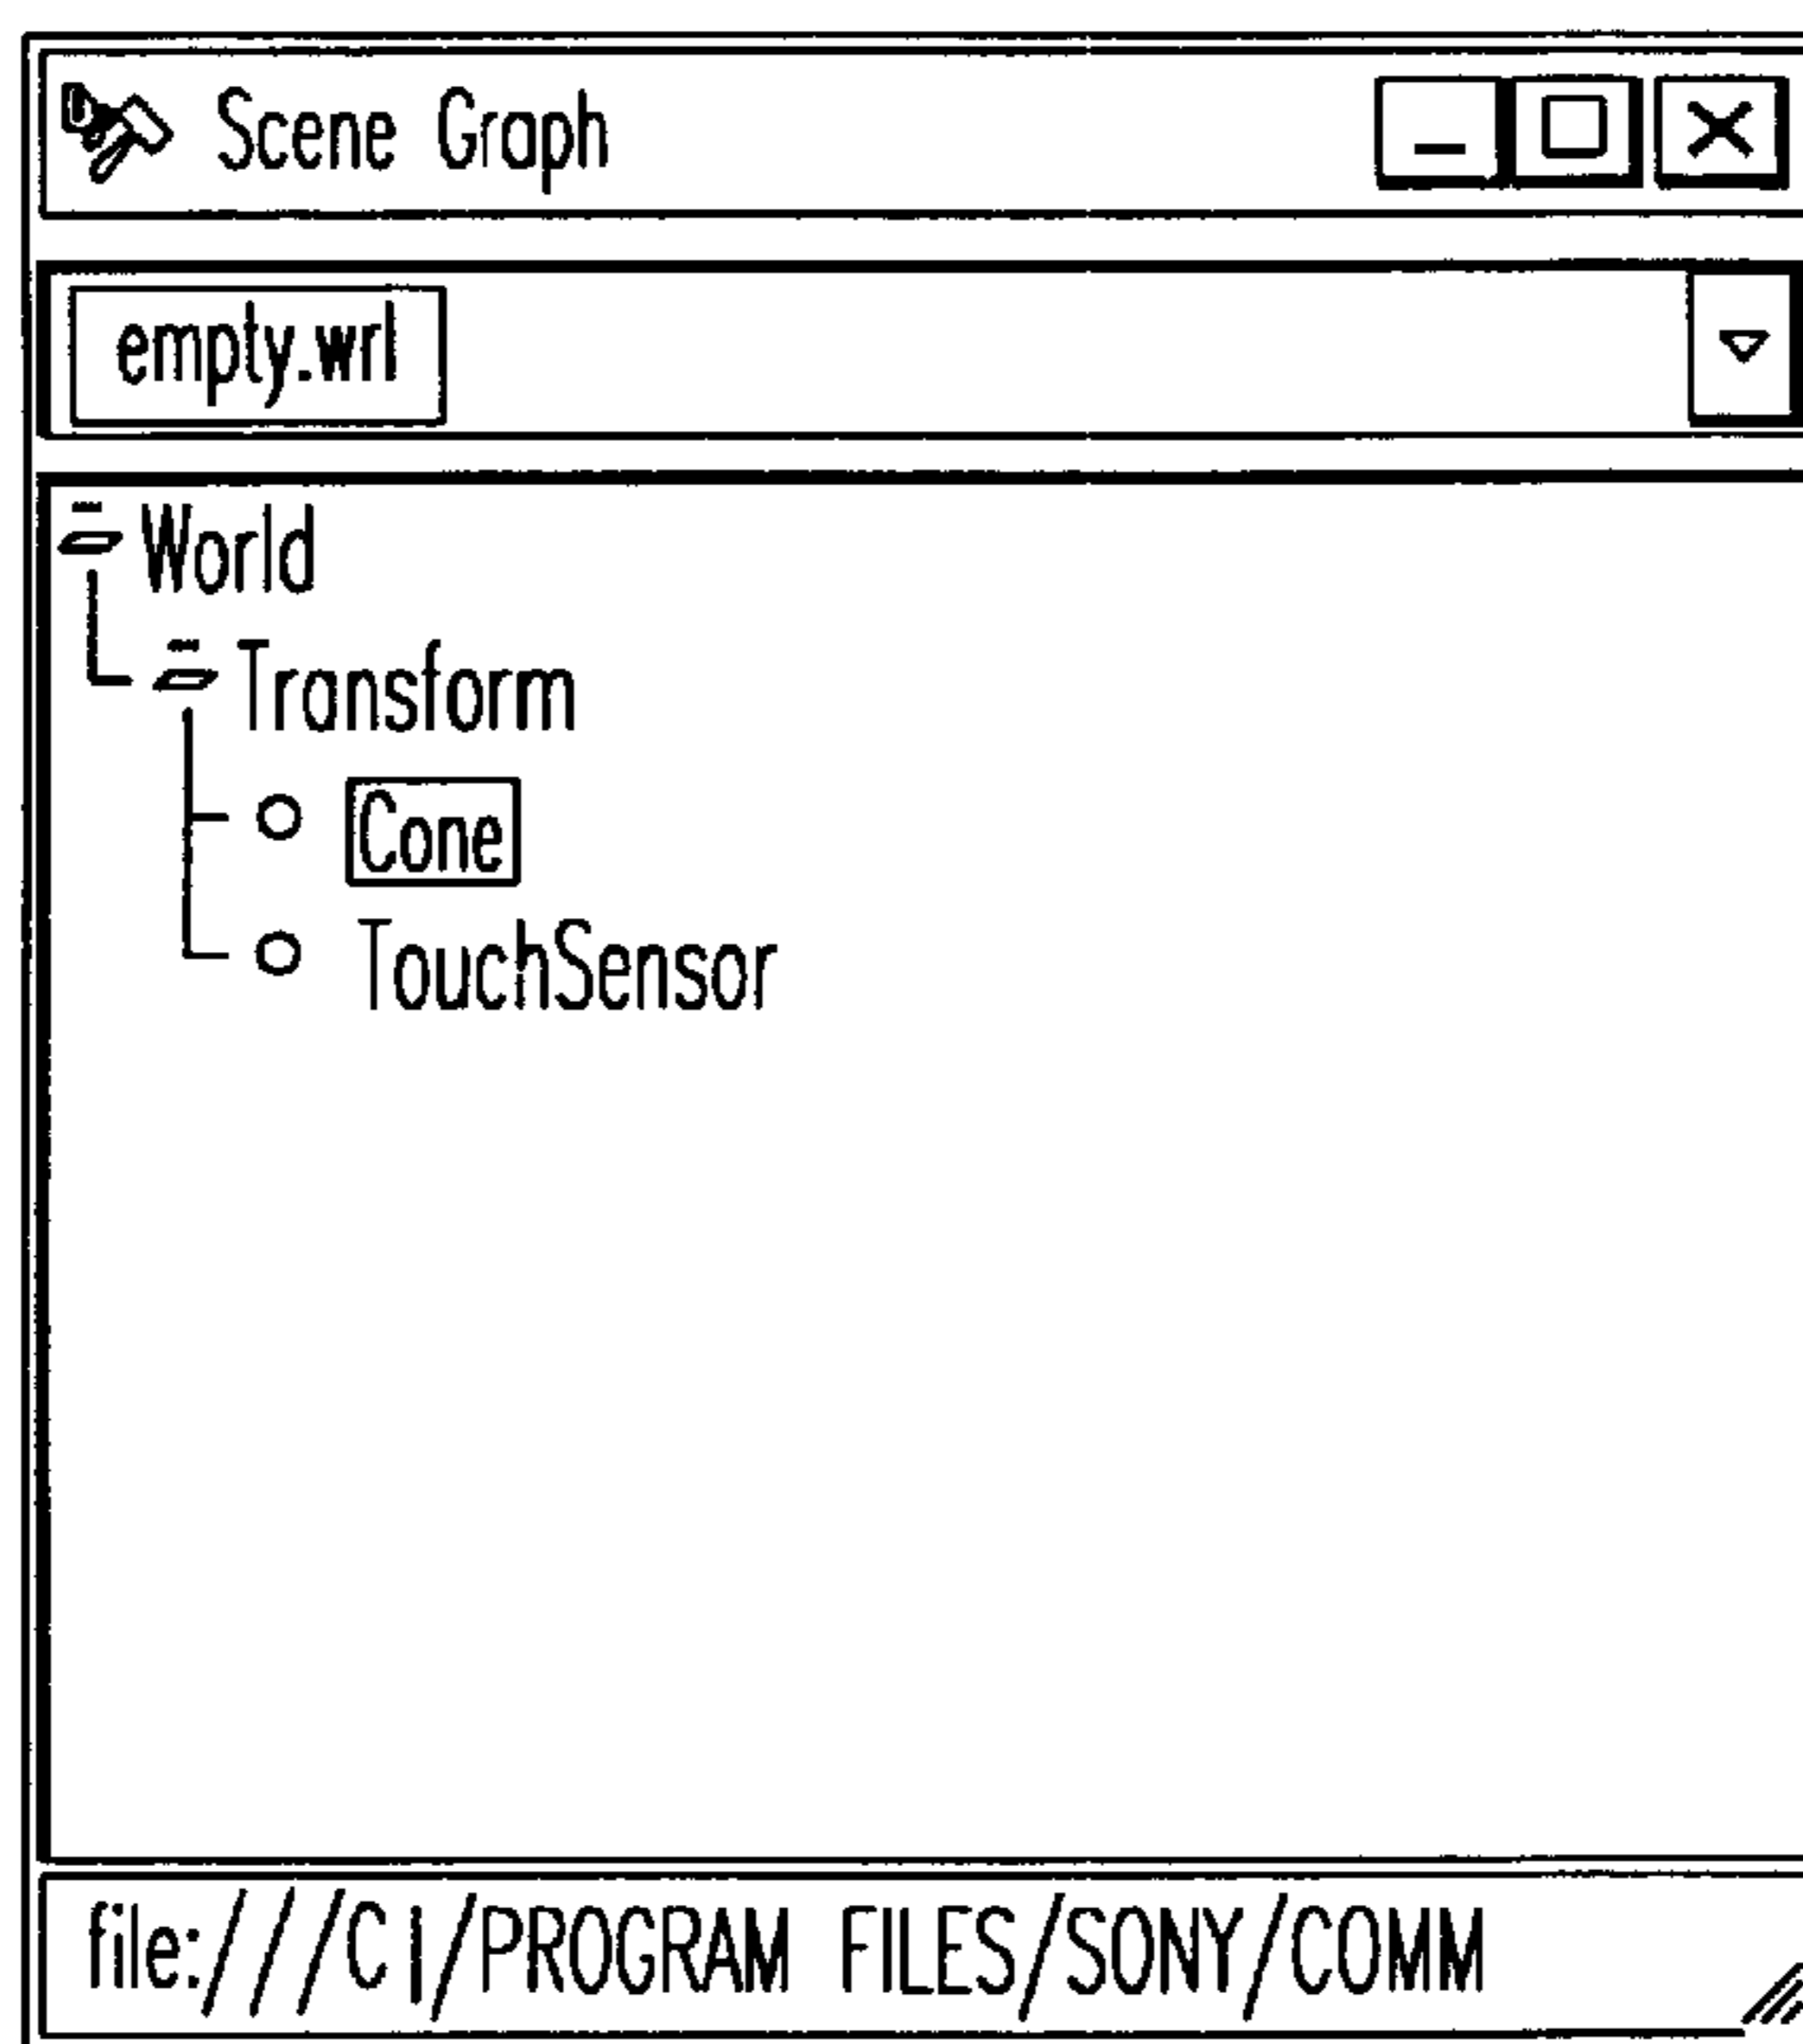 Scene Graph
empty.wrl
World
Transform
Cone
TouchSensor
file:///C|/PROGRAM FILES/SONY/COMM